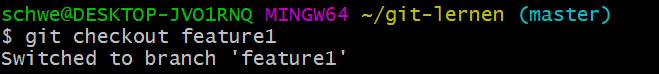 schwe@DESKTOP-JVO1RNQ MINGW64 ~/git-lernen (master)
$ git checkout feature1
Switched to branch 'feature1'